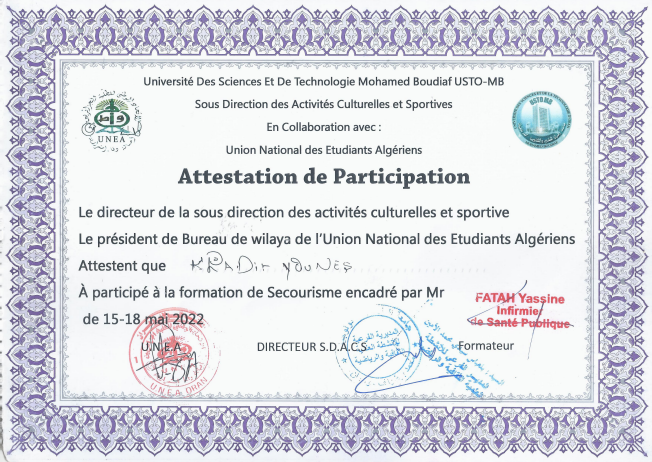 Université Des Sciences Et De Technologie Mohamed Boudiaf USTO-MB
Sous Direction des Activités Culturelles et Sportives
En Collaboration avec :
Union National des Etudiants Algériens
UNEA
USTO MB
Attestation de Participation
Le directeur de la sous direction des activités culturelles et sportive
Le président de Bureau de wilaya de l'Union National des Etudiants Algériens
Attestent que KRADIA YOUNES
À participé à la formation de Secourisme encadré par Mr
FATAH Yassine
Infirmier
de Santé Publique
de 15-18 mai 2022
U.N.E.A. DIRECTEUR S.D.A.C.S Formateur
U.N.E.A ORAN